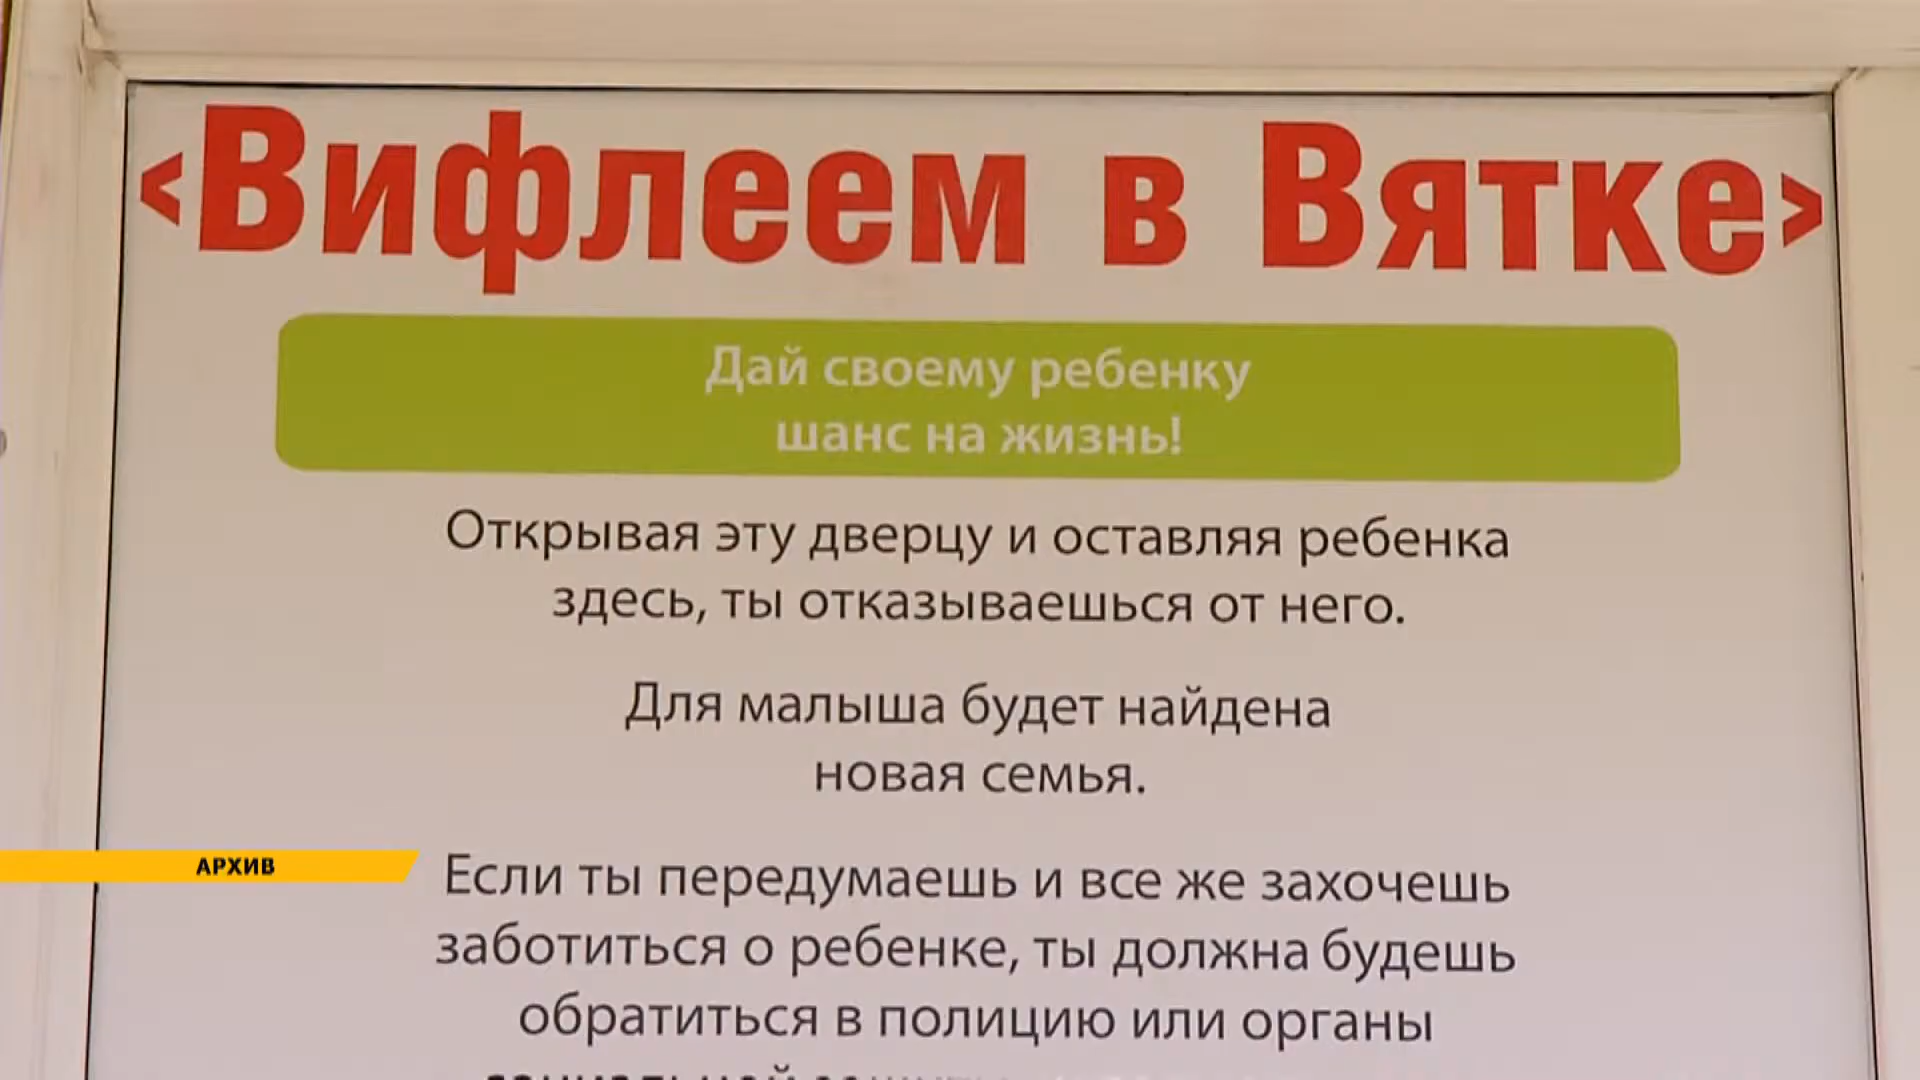 ‹Вифлеем в Вятке›
Дай своему ребенку
шанс на жизнь!
Открывая эту дверцу и оставляя ребенка
здесь, ты отказываешься от него.
Для малыша будет найдена
новая семья.
АРХИВ
Если ты передумаешь и все же захочешь
заботиться о ребенке, ты должна будешь
обратиться в полицию или органы